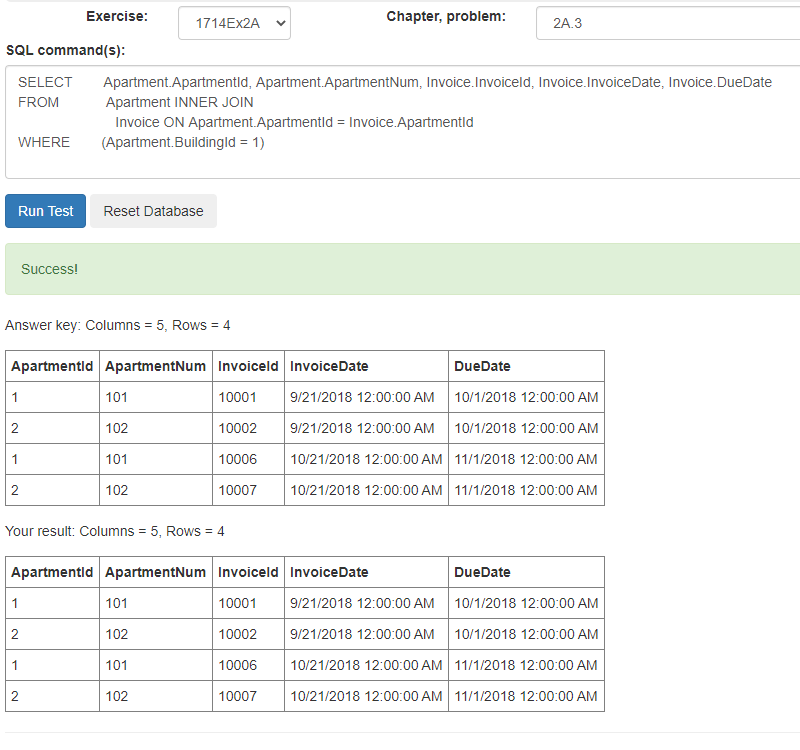 Exercise: 1714Ex2A Chapter, problem: 2A.3
SQL command(s):
SELECT Apartment.ApartmentId, Apartment.ApartmentNum, Invoice.InvoiceId, Invoice.InvoiceDate, Invoice.DueDate
FROM Apartment INNER JOIN
Invoice ON Apartment.ApartmentId = Invoice.ApartmentId
WHERE (Apartment.BuildingId = 1)
Run Test Reset Database
Success!
Answer key: Columns = 5, Rows = 4
ApartmentId ApartmentNum InvoiceId InvoiceDate DueDate
1 101 10001 9/21/2018 12:00:00 AM 10/1/2018 12:00:00 AM
2 102 10002 9/21/2018 12:00:00 AM 10/1/2018 12:00:00 AM
1 101 10006 10/21/2018 12:00:00 AM 11/1/2018 12:00:00 AM
2 102 10007 10/21/2018 12:00:00 AM 11/1/2018 12:00:00 AM
Your result: Columns = 5, Rows = 4
ApartmentId ApartmentNum InvoiceId InvoiceDate DueDate
1 101 10001 9/21/2018 12:00:00 AM 10/1/2018 12:00:00 AM
2 102 10002 9/21/2018 12:00:00 AM 10/1/2018 12:00:00 AM
1 101 10006 10/21/2018 12:00:00 AM 11/1/2018 12:00:00 AM
2 102 10007 10/21/2018 12:00:00 AM 11/1/2018 12:00:00 AM